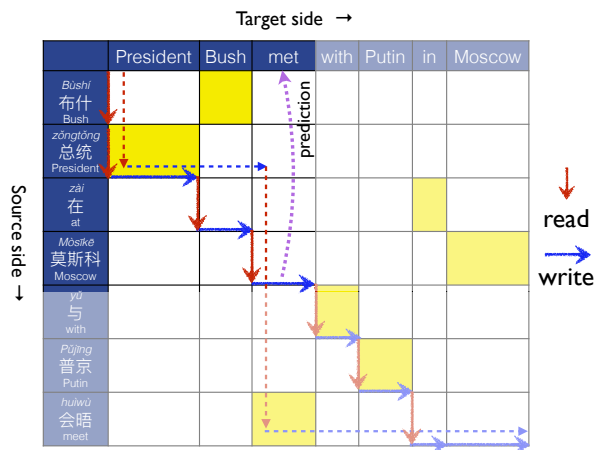 Target side →
President Bush met with Putin in Moscow
Bùshí
布什
Bush
zǒngtǒng
总统
President
zài
在
at
Mòsīkē
莫斯科
Moscow
yǔ
与
with
Pǔjīng
普京
Putin
huìwù
会晤
meet
Source side →
prediction
read
write